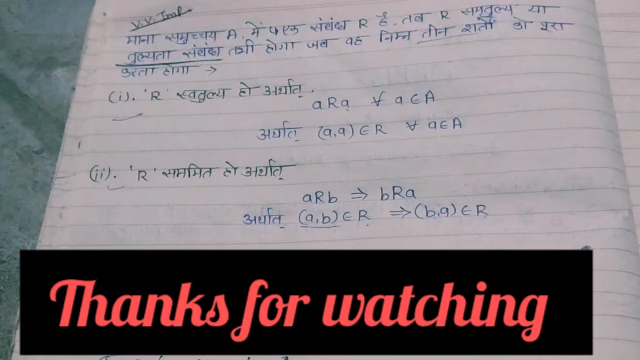 V.V. Imp
माना समुच्चय A, में एक संबंध R है, तब R समतुल्य या
तुल्यता संबंध तभी होगा जब वह निम्न तीन शर्तों को पूरा
करता होगा →
(i). 'R' स्वतुल्य हो अर्थात्
aRa ∀ a∈A
अर्थात् (a,a)∈R ∀ a∈A
(ii). 'R' सममित हो अर्थात्
aRb ⇒ bRa
अर्थात् (a,b)∈R ⇒(b,a)∈R
Thanks for watching